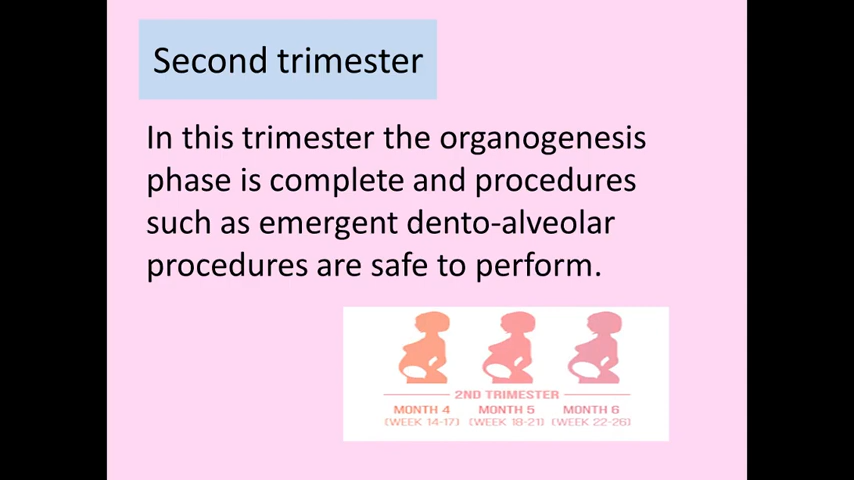 Second trimester
In this trimester the organogenesis
phase is complete and procedures
such as emergent dento-alveolar
procedures are safe to perform.
2ND TRIMESTER
MONTH 4 MONTH 5 MONTH 6
(WEEK 14-17) (WEEK 18-21) (WEEK 22-26)